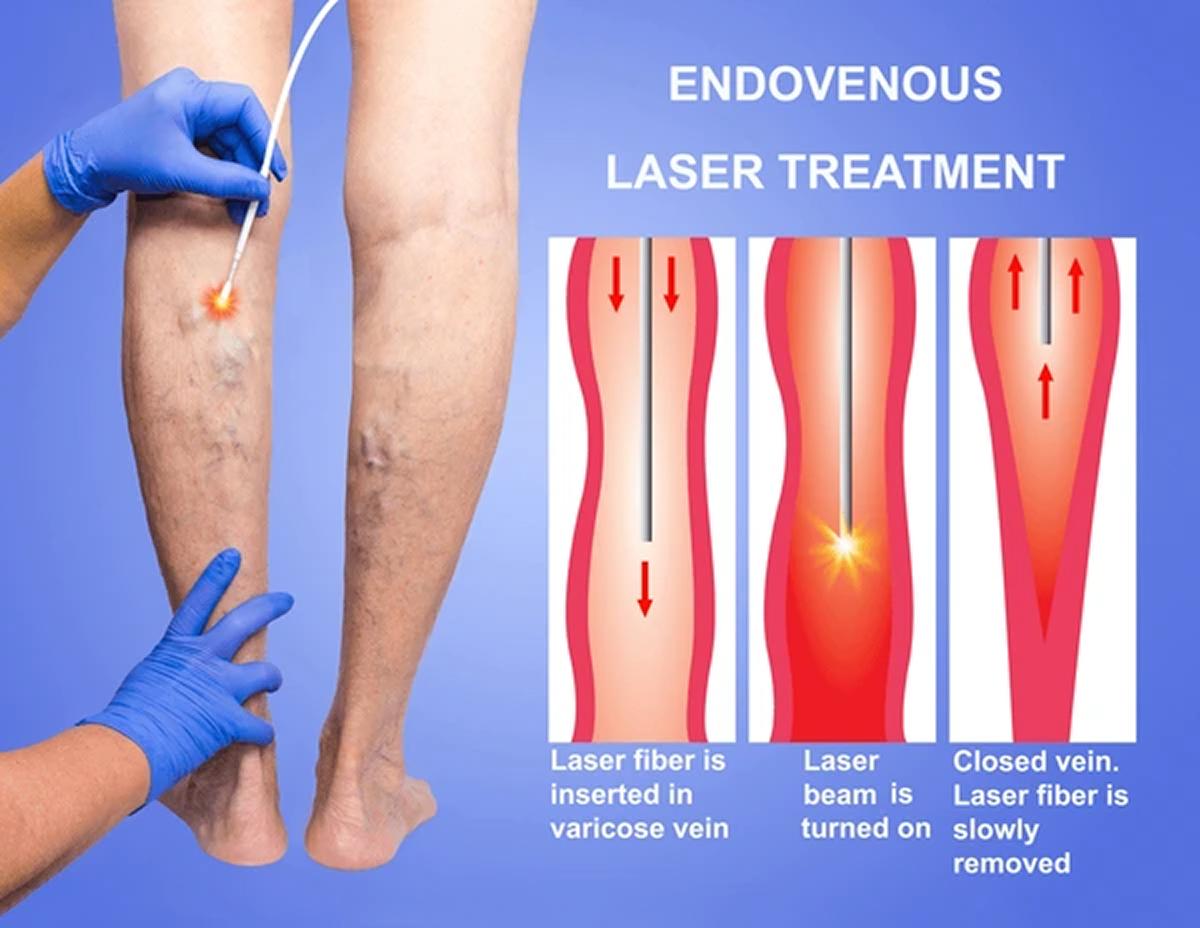 ENDOVENOUS
LASER TREATMENT
Laser fiber is
inserted in
varicose vein
Laser
beam is
turned on
Closed vein.
Laser fiber is
slowly
removed